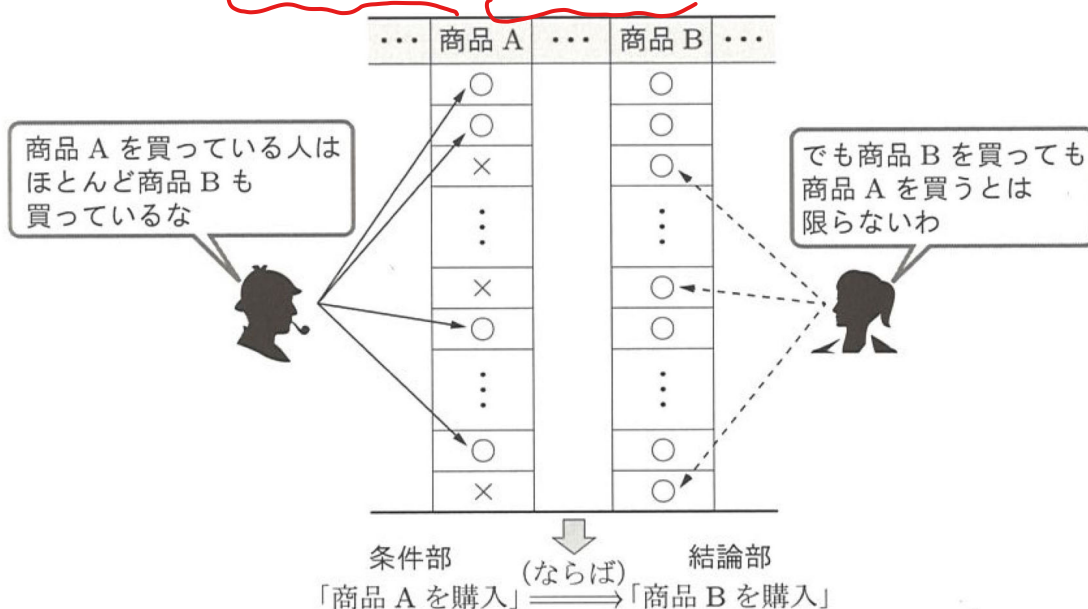 … 商品 A … 商品 B …
○ ○
○ ○
× ○
⋮ ⋮
× ○
○ ○
⋮ ⋮
○ ○
× ○
商品 A を買っている人は
ほとんど商品 B も
買っているな
でも商品 B を買っても
商品 A を買うとは
限らないわ
条件部 結論部
(ならば)
「商品 A を購入」⟹「商品 B を購入」